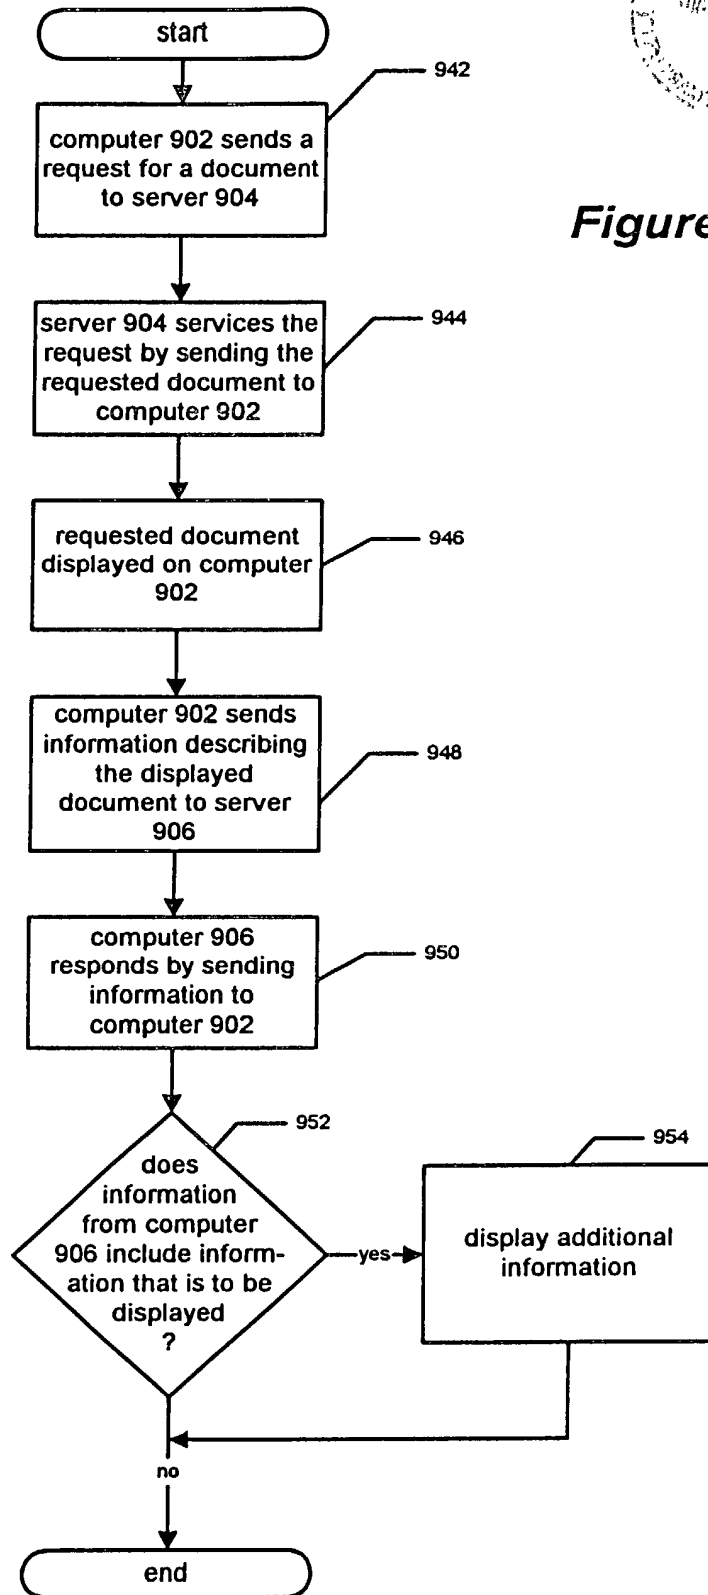 start
942
computer 902 sends a
request for a document
to server 904
Figure
server 904 services the
request by sending the
requested document to
computer 902
944
requested document
displayed on computer
902
946
computer 902 sends
information describing
the displayed
document to server
906
948
computer 906
responds by sending
information to
computer 902
950
952
does
information
from computer
906 include inform-
ation that is to be
displayed
?
yes
954
display additional
information
no
end